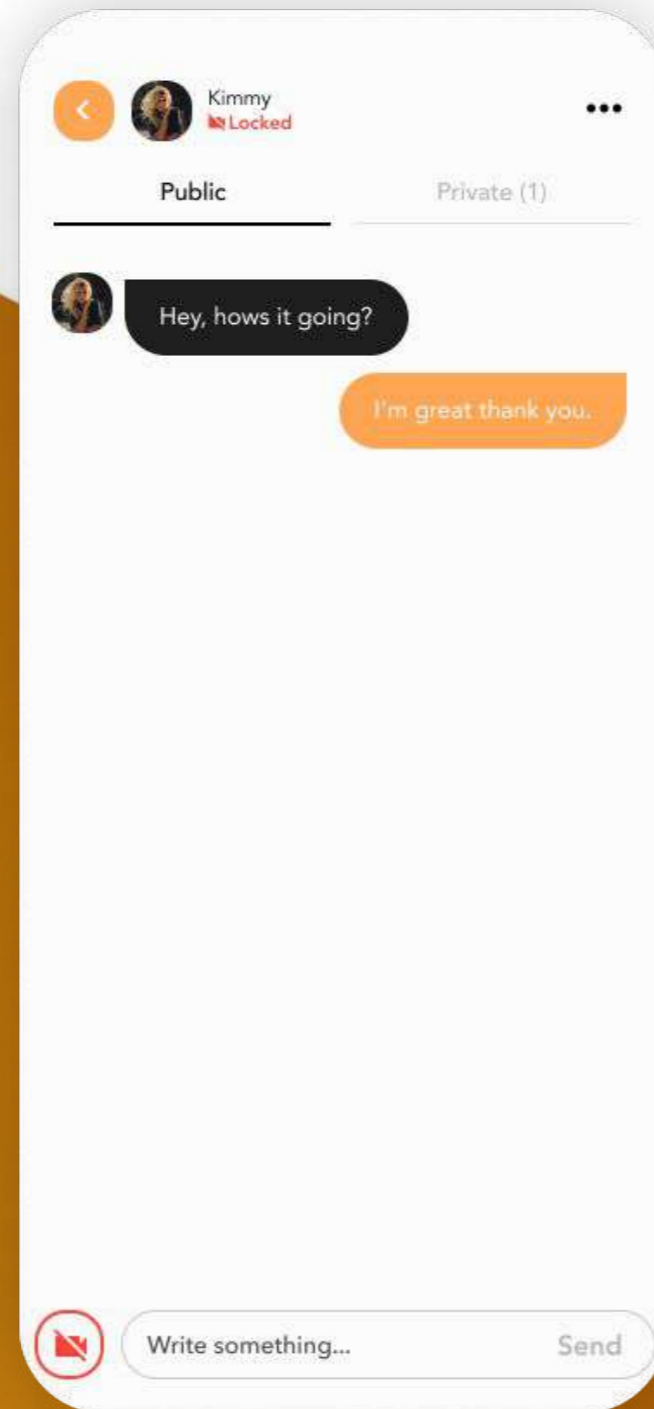 Kimmy
Locked
Public
Private (1)
Hey, hows it going?
I'm great thank you.
Write something...
Send